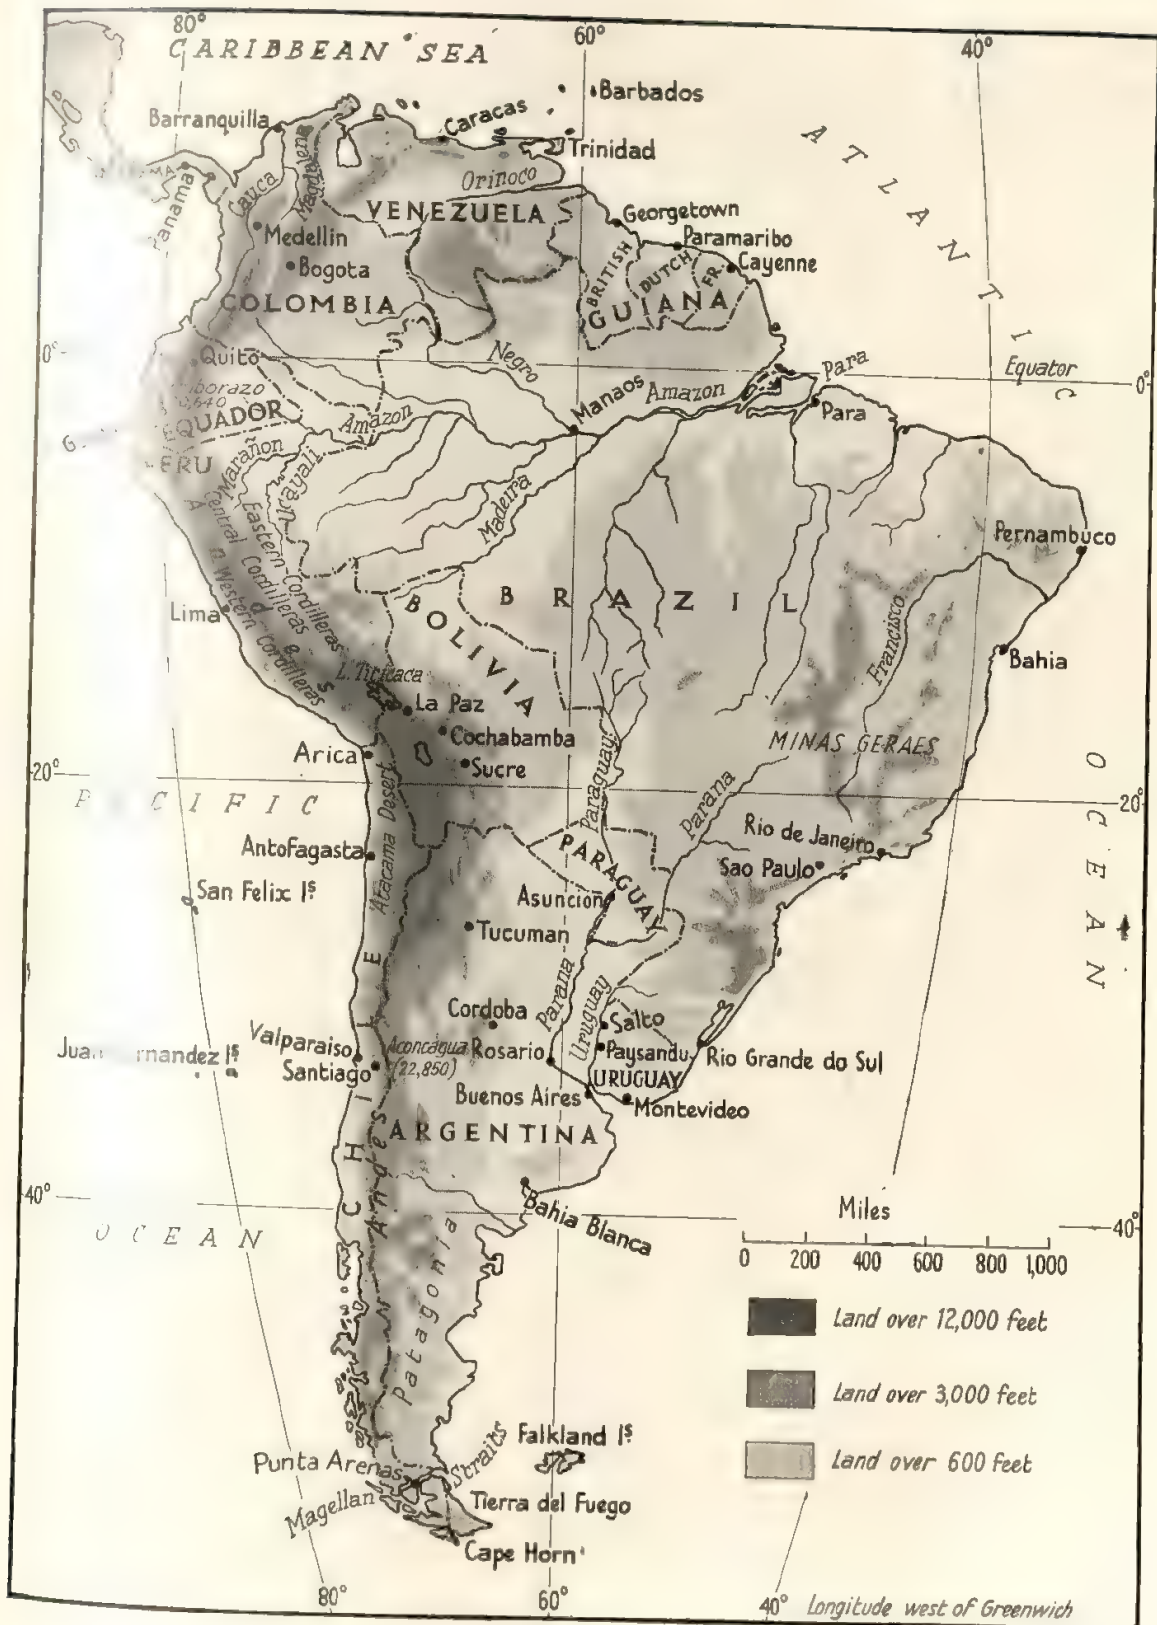 80°
60°
40°
CARIBBEAN SEA
Barbados
Barranquilla
Caracas
Trinidad
ATLANTIC
Magdalena
Orinoco
Cauca
Panama
VENEZUELA
Georgetown
Medellin
Paramaribo
Bogota
Cayenne
BRITISH
DUTCH
FR.
GUIANA
COLOMBIA
0°
Quito
Negro
Para
Equator
0°
Manaos
Amazon
Para
Amazon
Marañon
Ucayali
Madeira
Central Cordilleras
Eastern Cordilleras
Western Cordilleras
Pernambuco
BRAZIL
BOLIVIA
Lima
Francisco
Bahia
L. Titicaca
La Paz
Cochabamba
Sucre
MINAS GERAES
Arica
20°
20°
OCEAN
Paraguay
Parana
Atacama Desert
Rio de Janeiro
Antofagasta
PARAGUAY
Sao Paulo
San Felix Is
Asuncion
Tucuman
Parana
Uruguay
Cordoba
Salto
Valparaiso
Aconcagua
(22,850)
Rosario
Paysandu
Rio Grande do Sul
Santiago
URUGUAY
Buenos Aires
Montevideo
CHILE
ARGENTINA
Andes
40°
Bahia Blanca
Miles
40°
OCEAN
0 200 400 600 800 1,000
Patagonia
Land over 12,000 feet
Land over 3,000 feet
Falkland Is
Land over 600 feet
Punta Arenas
Straits
Magellan
Tierra del Fuego
Cape Horn
80°
60°
40°
Longitude west of Greenwich